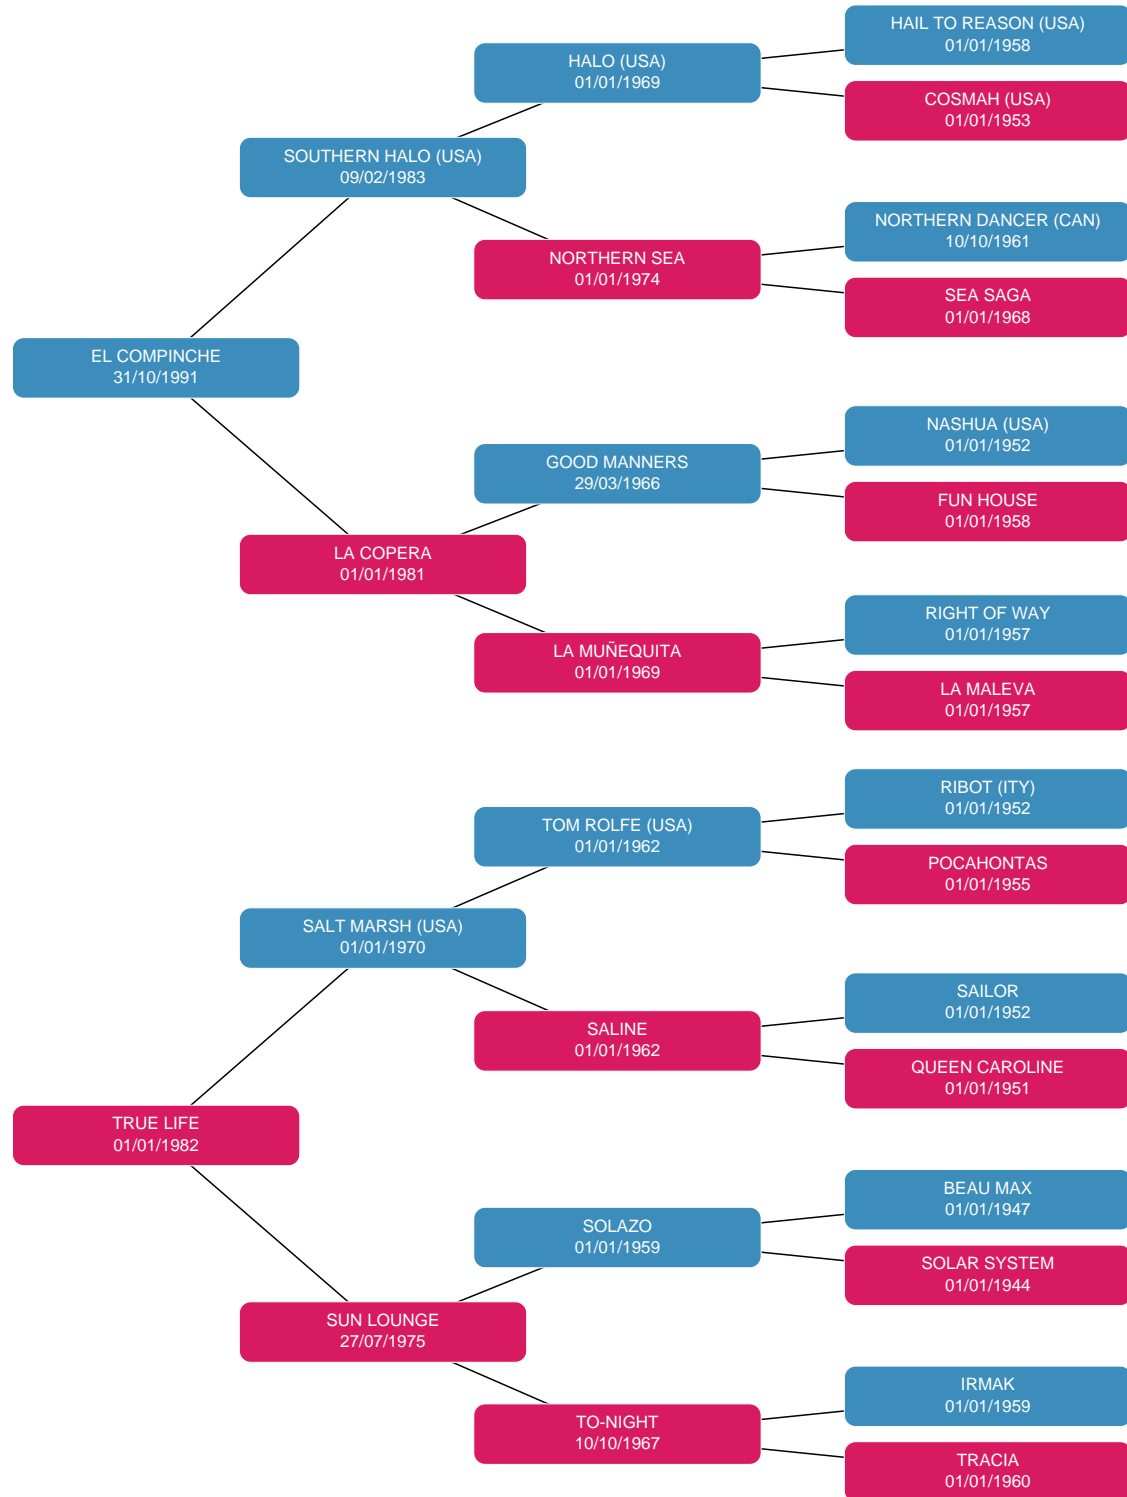 HAIL TO REASON (USA)
01/01/1958
HALO (USA)
01/01/1969
COSMAH (USA)
01/01/1953
SOUTHERN HALO (USA)
09/02/1983
NORTHERN DANCER (CAN)
10/10/1961
NORTHERN SEA
01/01/1974
SEA SAGA
01/01/1968
EL COMPINCHE
31/10/1991
NASHUA (USA)
01/01/1952
GOOD MANNERS
29/03/1966
FUN HOUSE
01/01/1958
LA COPERA
01/01/1981
RIGHT OF WAY
01/01/1957
LA MUÑEQUITA
01/01/1969
LA MALEVA
01/01/1957
RIBOT (ITY)
01/01/1952
TOM ROLFE (USA)
01/01/1962
POCAHONTAS
01/01/1955
SALT MARSH (USA)
01/01/1970
SAILOR
01/01/1952
SALINE
01/01/1962
QUEEN CAROLINE
01/01/1951
TRUE LIFE
01/01/1982
BEAU MAX
01/01/1947
SOLAZO
01/01/1959
SOLAR SYSTEM
01/01/1944
SUN LOUNGE
27/07/1975
IRMAK
01/01/1959
TO-NIGHT
10/10/1967
TRACIA
01/01/1960